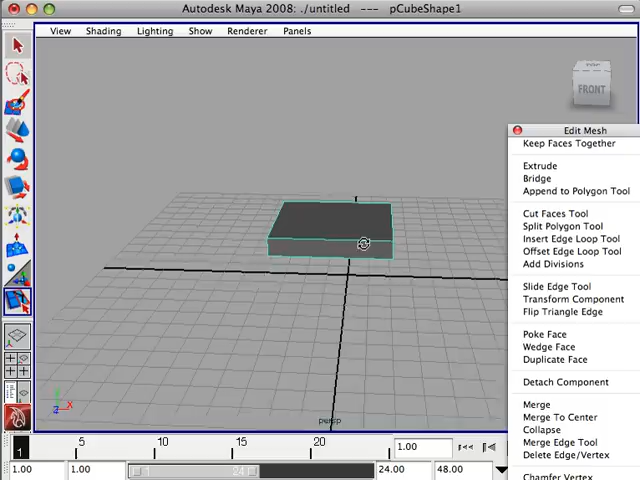 Autodesk Maya 2008: ./untitled --- pCubeShape1
View Shading Lighting Show Renderer Panels
FRONT
Edit Mesh
Keep Faces Together
Extrude
Bridge
Append to Polygon Tool
Cut Faces Tool
Split Polygon Tool
Insert Edge Loop Tool
Offset Edge Loop Tool
Add Divisions
Slide Edge Tool
Transform Component
Flip Triangle Edge
Poke Face
Wedge Face
Duplicate Face
Detach Component
Merge
Merge To Center
Collapse
Merge Edge Tool
Delete Edge/Vertex
Chamfer Vertex
X
Z
persp
1 5 10 15 20 1.00
1.00 1.00 1 24 24.00 48.00